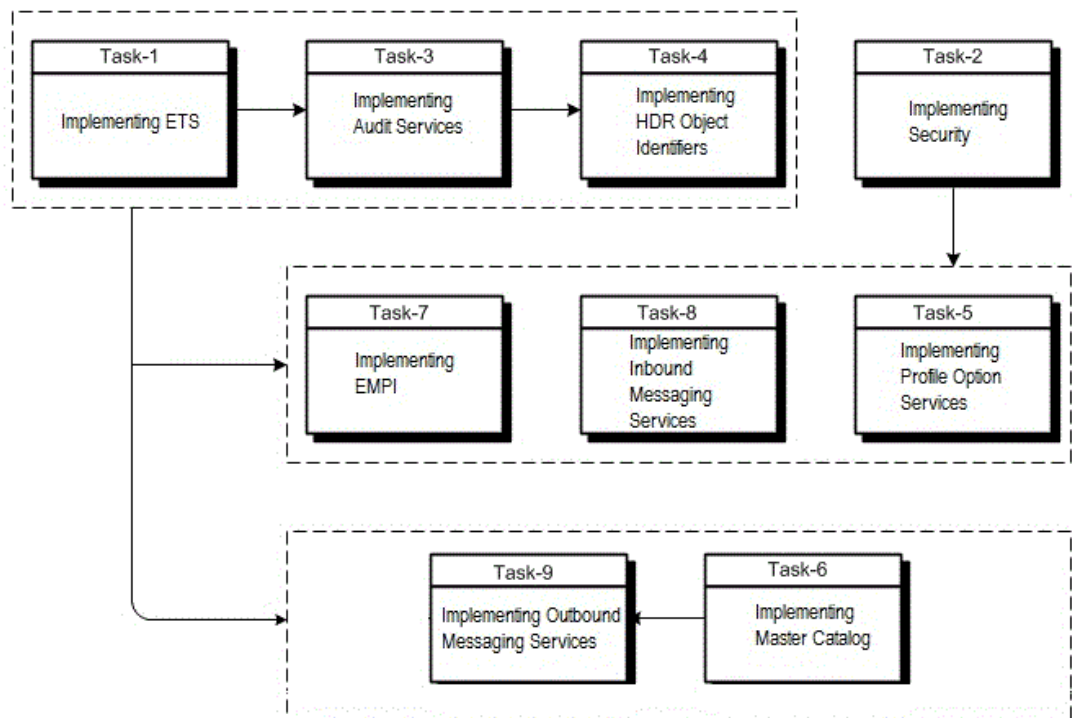 Task-1
Implementing ETS
Task-3
Implementing
Audit Services
Task-4
Implementing
HDR Object
Identifiers
Task-2
Implementing
Security
Task-7
Implementing
EMPI
Task-8
Implementing
Inbound
Messaging
Services
Task-5
Implementing
Profile Option
Services
Task-9
Implementing Outbound
Messaging Services
Task-6
Implementing
Master Catalog